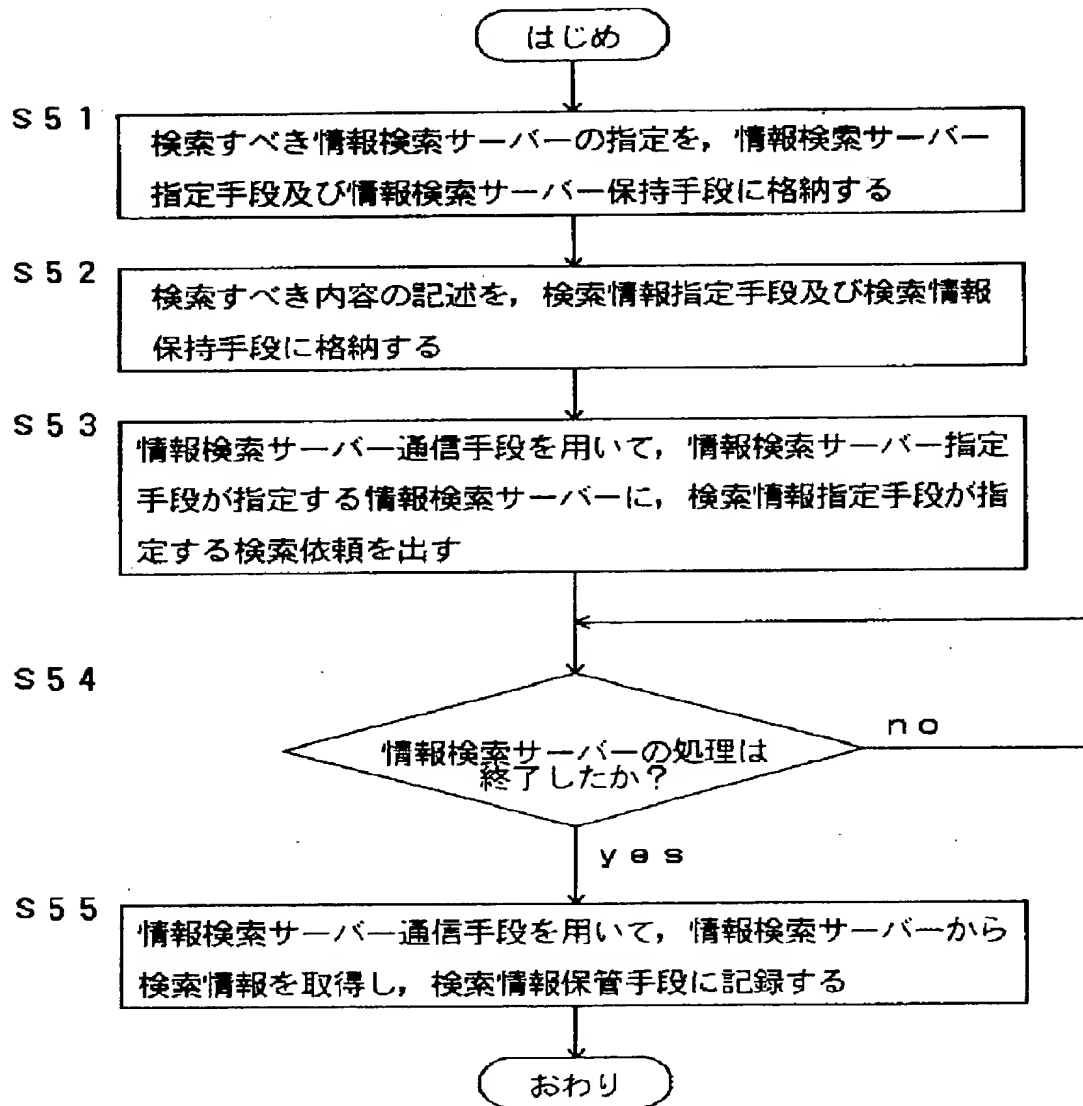 はじめ
S51
検索すべき情報検索サーバーの指定を，情報検索サーバー
指定手段及び情報検索サーバー保持手段に格納する
S52
検索すべき内容の記述を，検索情報指定手段及び検索情報
保持手段に格納する
S53
情報検索サーバー通信手段を用いて，情報検索サーバー指定
手段が指定する情報検索サーバーに，検索情報指定手段が指
定する検索依頼を出す
S54
情報検索サーバーの処理は
終了したか？
no
yes
S55
情報検索サーバー通信手段を用いて，情報検索サーバーから
検索情報を取得し，検索情報保管手段に記録する
おわり